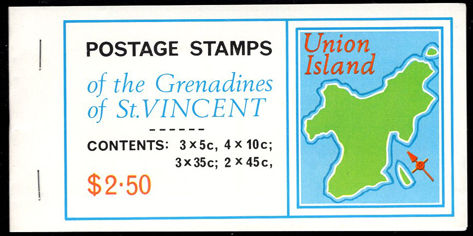 POSTAGE STAMPS
of the Grenadines
of St.VINCENT
------
CONTENTS: 3×5c, 4×10c;
3×35c; 2×45c,
$2·50
Union
Island